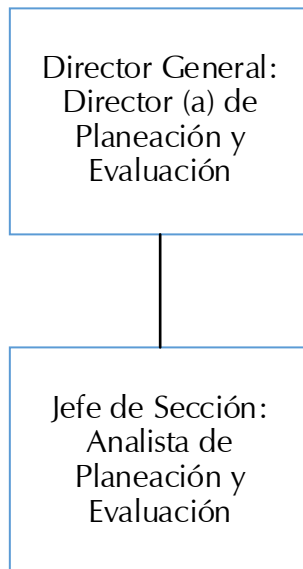 Director General:
Director (a) de
Planeación y
Evaluación
Jefe de Sección:
Analista de
Planeación y
Evaluación